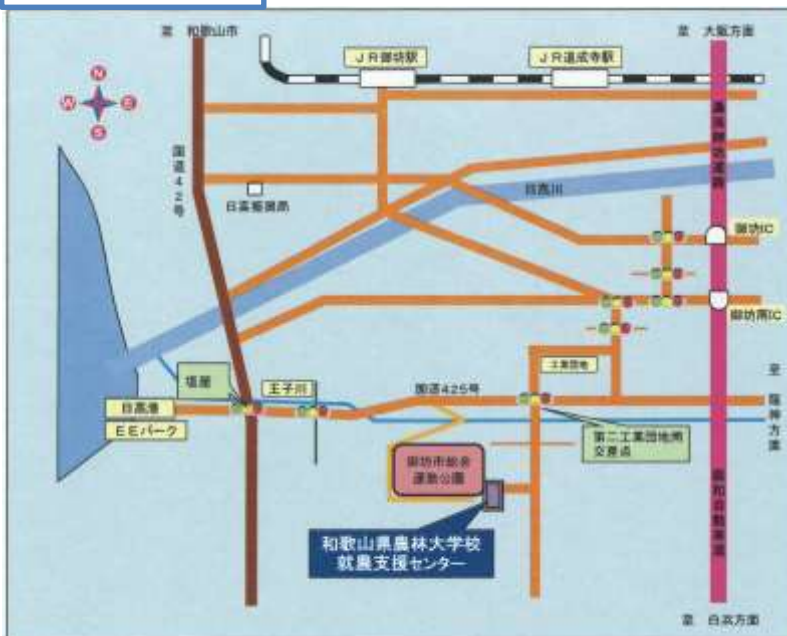 至 和歌山市
JR御坊駅
JR道成寺駅
至 大阪方面
N
W
E
S
国道42号
日高振興局
日高川
湯浅御坊道路
御坊IC
御坊南IC
工業団地
至 龍神方面
塩屋
王子川
国道425号
日高港
EEパーク
第二工業団地前
交差点
御坊市総合
運動公園
阪和自動車道
和歌山県農林大学校
就農支援センター
至 白浜方面